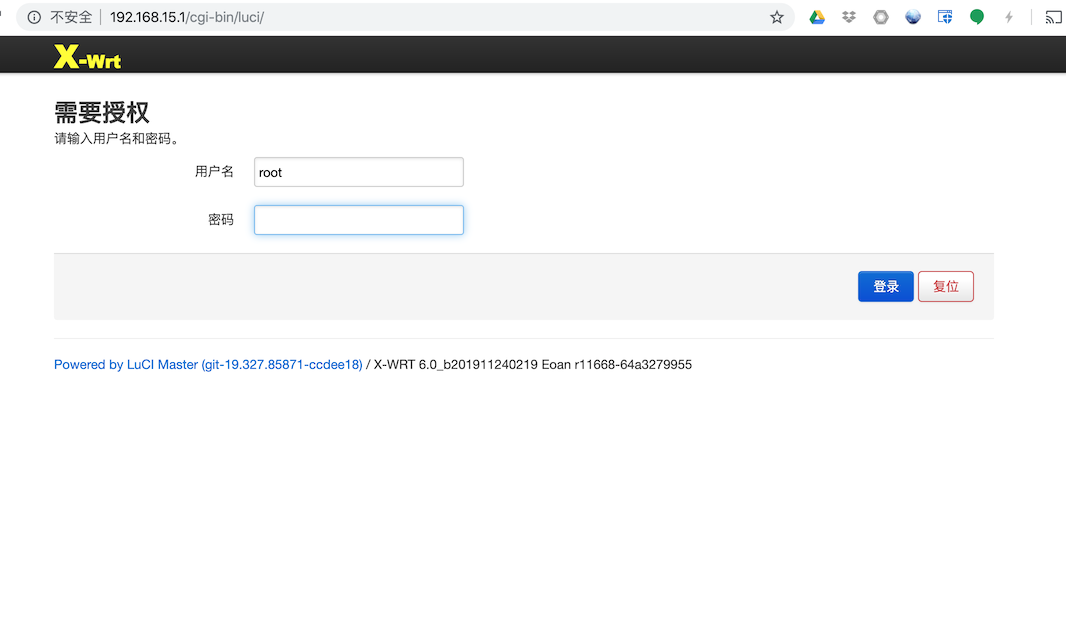 不安全 192.168.15.1/cgi-bin/luci/
X-Wrt
需要授权
请输入用户名和密码。
用户名 root
密码
登录 复位
Powered by LuCI Master (git-19.327.85871-ccdee18) / X-WRT 6.0_b201911240219 Eoan r11668-64a3279955